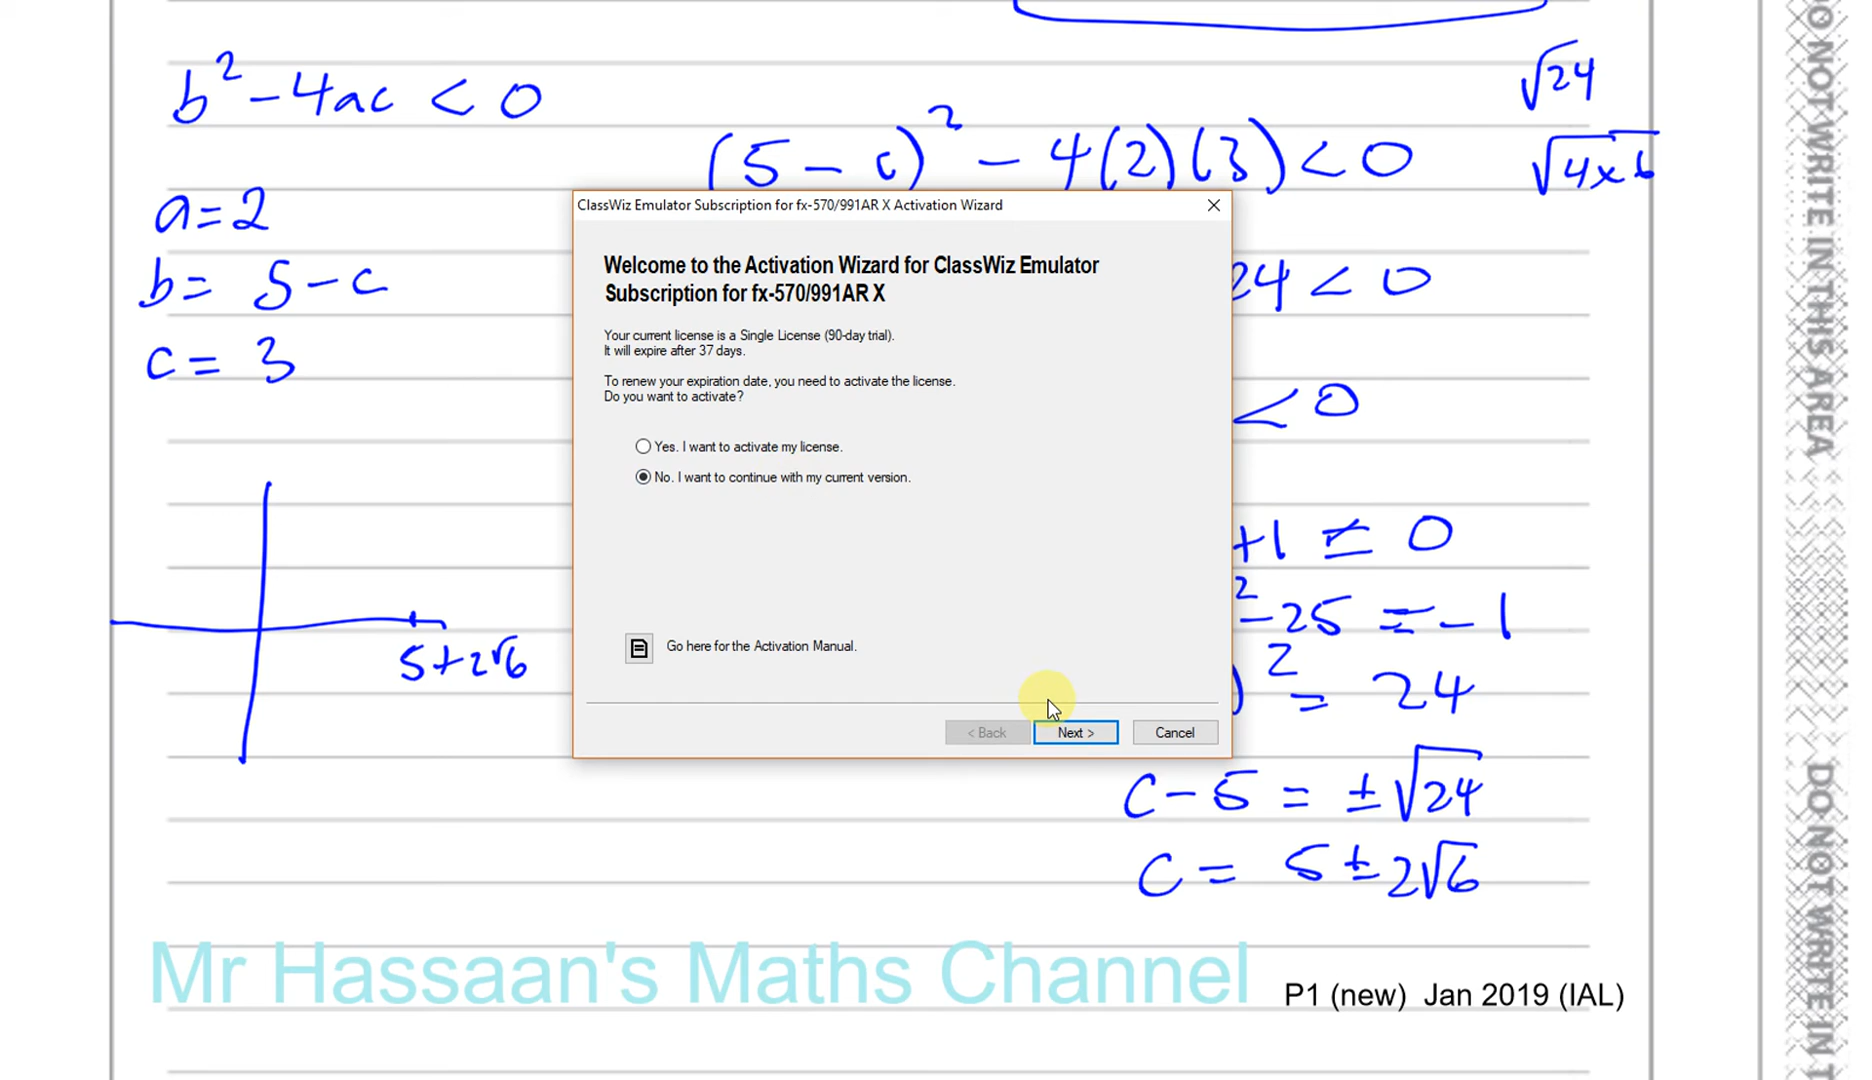 b² - 4ac < 0
√24
(5 - c)² - 4(2)(3) < 0
√4×6
a = 2
b = 5 - c
c = 3
ClassWiz Emulator Subscription for fx-570/991AR X Activation Wizard
Welcome to the Activation Wizard for ClassWiz Emulator
Subscription for fx-570/991AR X
24 < 0
Your current license is a Single License (90-day trial).
It will expire after 37 days.
To renew your expiration date, you need to activate the license.
Do you want to activate?
< 0
Yes. I want to activate my license.
No. I want to continue with my current version.
+1 = 0
² - 25 = -1
5+2√6
Go here for the Activation Manual.
)² = 24
< Back
Next >
Cancel
c - 5 = ±√24
c = 5 ± 2√6
Mr Hassaan's Maths Channel
P1 (new) Jan 2019 (IAL)
DO NOT WRITE IN THIS AREA
DO NOT WRITE IN T